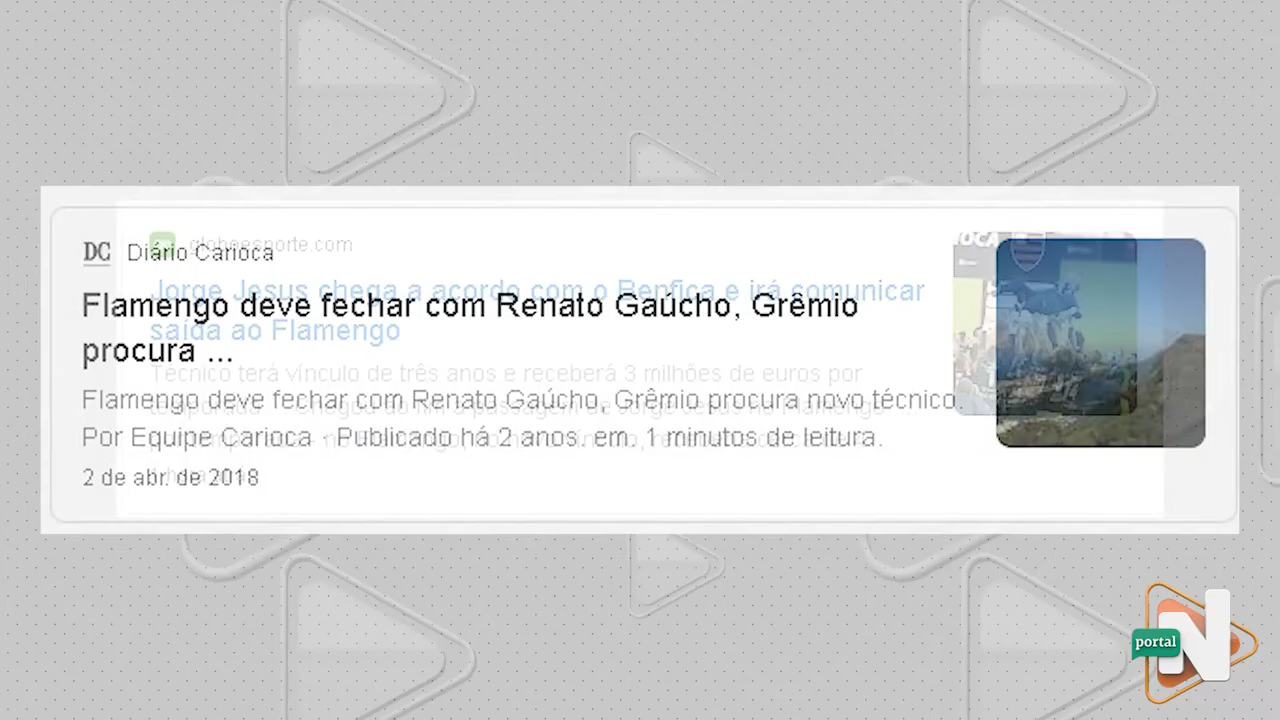 DC Diário Carioca
Flamengo deve fechar com Renato Gaúcho, Grêmio
procura ...
Flamengo deve fechar com Renato Gaúcho, Grêmio procura novo técnico.
Por Equipe Carioca · Publicado há 2 anos. em. 1 minutos de leitura.
2 de abr. de 2018
globoesporte.com
Jorge Jesus chega a acordo com o Benfica e irá comunicar
saída ao Flamengo
Técnico terá vínculo de três anos e receberá 3 milhões de euros por
portal N